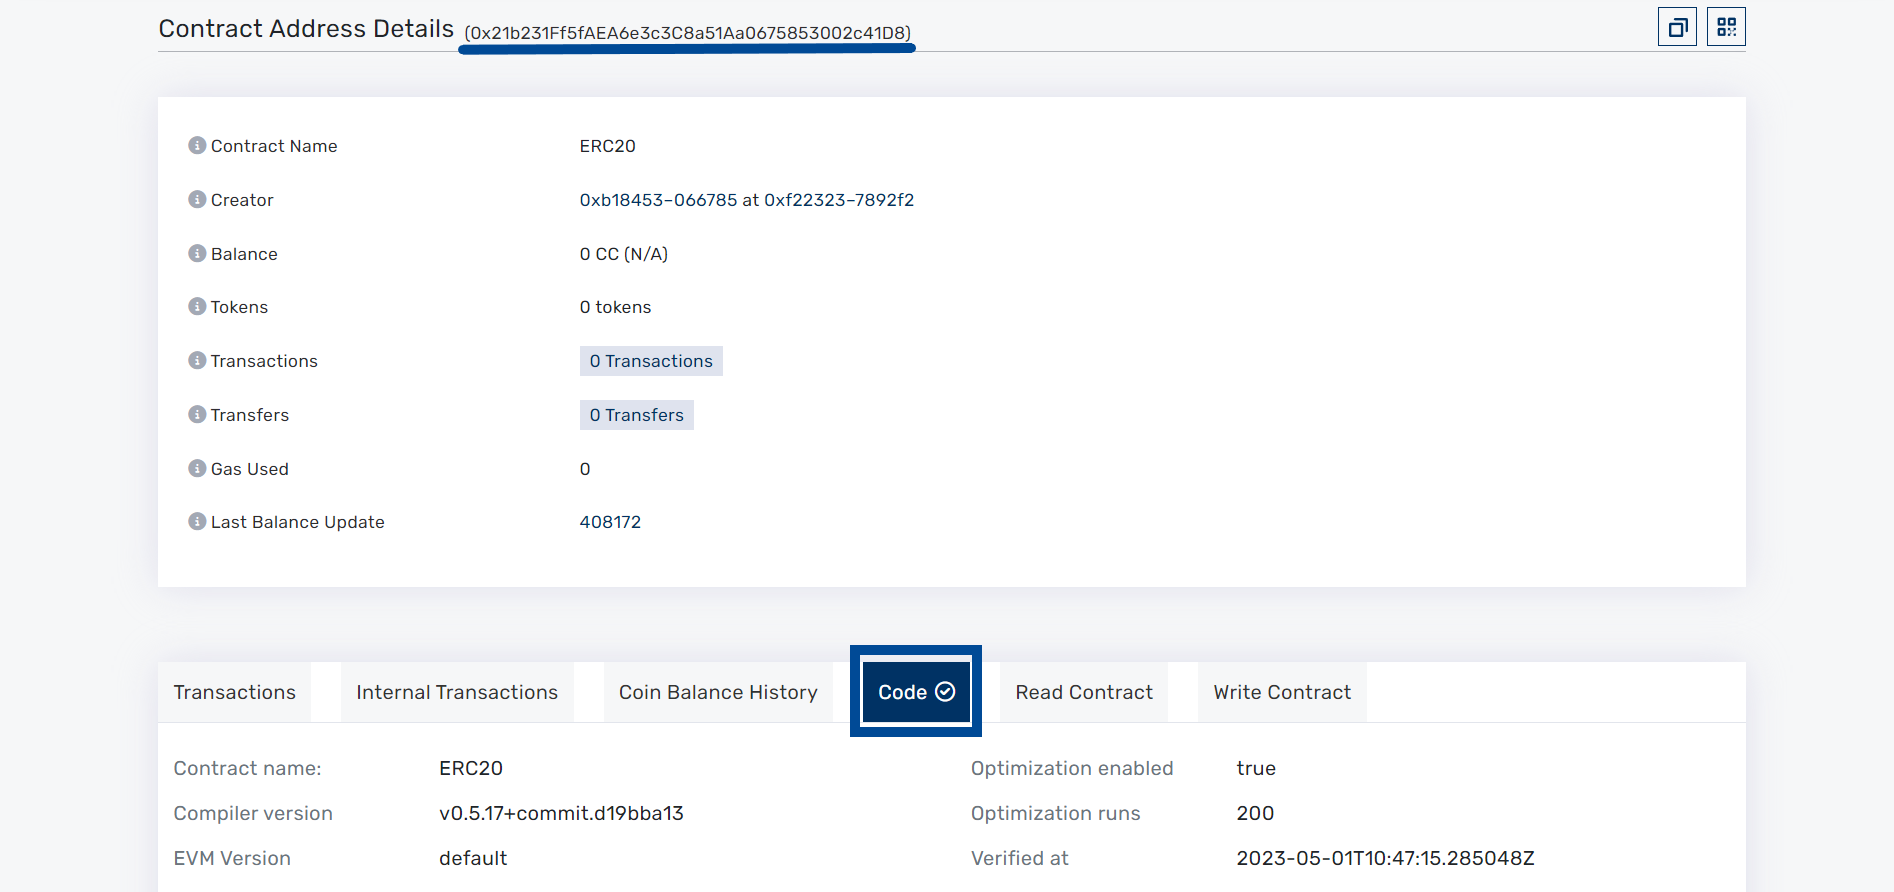 Contract Address Details (0x21b231Ff5fAEA6e3c3C8a51Aa0675853002c41D8)
Contract Name ERC20
Creator 0xb18453–066785 at 0xf22323–7892f2
Balance 0 CC (N/A)
Tokens 0 tokens
Transactions 0 Transactions
Transfers 0 Transfers
Gas Used 0
Last Balance Update 408172
Transactions Internal Transactions Coin Balance History Code Read Contract Write Contract
Contract name: ERC20 Optimization enabled true
Compiler version v0.5.17+commit.d19bba13 Optimization runs 200
EVM Version default Verified at 2023-05-01T10:47:15.285048Z